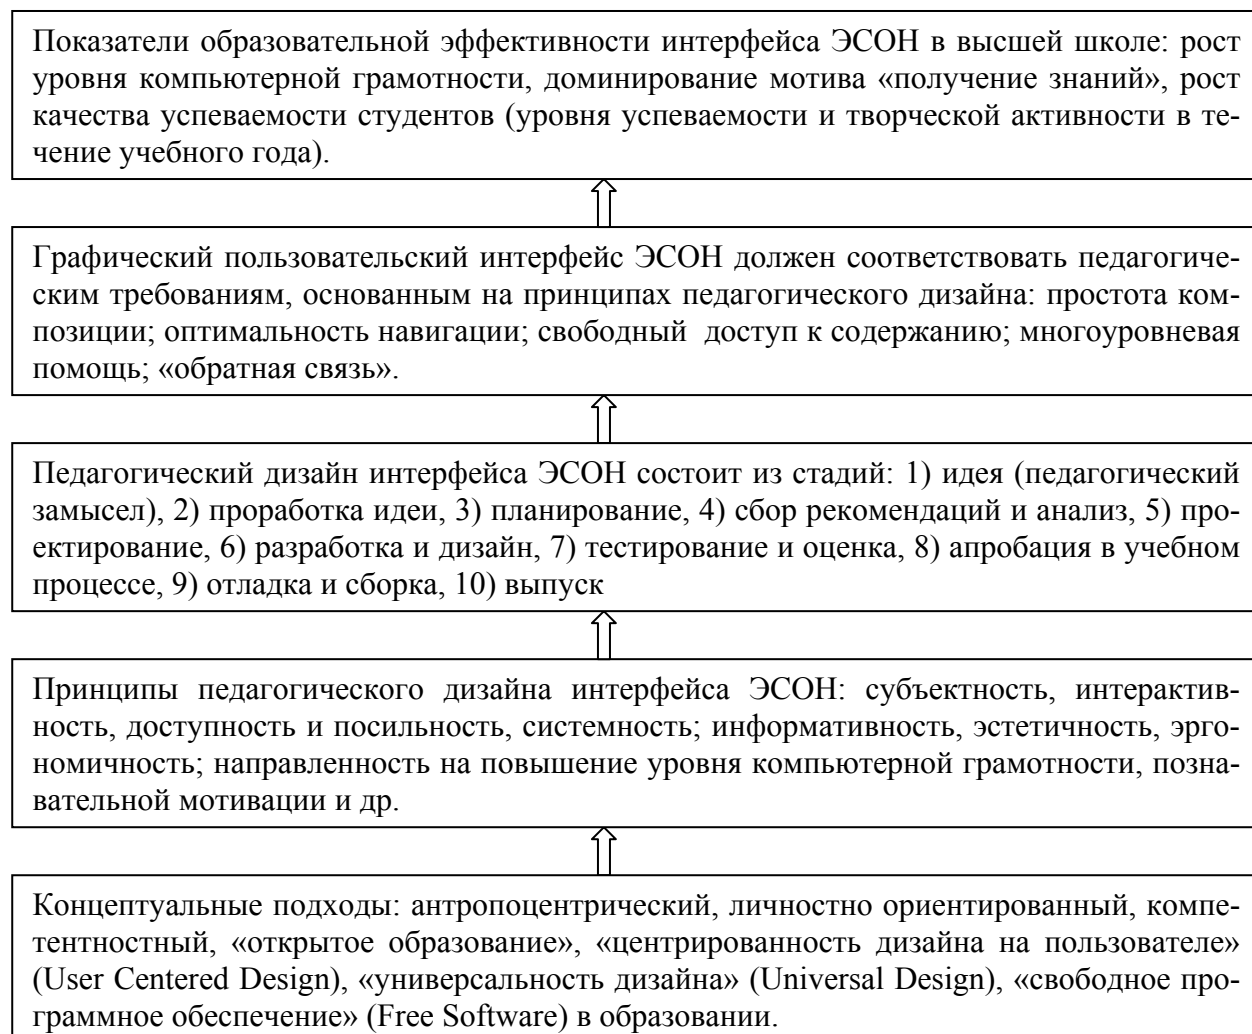 Показатели образовательной эффективности интерфейса ЭСОН в высшей школе: рост
уровня компьютерной грамотности, доминирование мотива «получение знаний», рост
качества успеваемости студентов (уровня успеваемости и творческой активности в те-
чение учебного года).
Графический пользовательский интерфейс ЭСОН должен соответствовать педагогиче-
ским требованиям, основанным на принципах педагогического дизайна: простота ком-
позиции; оптимальность навигации; свободный доступ к содержанию; многоуровневая
помощь; «обратная связь».
Педагогический дизайн интерфейса ЭСОН состоит из стадий: 1) идея (педагогический
замысел), 2) проработка идеи, 3) планирование, 4) сбор рекомендаций и анализ, 5) про-
ектирование, 6) разработка и дизайн, 7) тестирование и оценка, 8) апробация в учебном
процессе, 9) отладка и сборка, 10) выпуск
Принципы педагогического дизайна интерфейса ЭСОН: субъектность, интерактив-
ность, доступность и посильность, системность; информативность, эстетичность, эрго-
номичность; направленность на повышение уровня компьютерной грамотности, позна-
вательной мотивации и др.
Концептуальные подходы: антропоцентрический, личностно ориентированный, компе-
тентностный, «открытое образование», «центрированность дизайна на пользователе»
(User Centered Design), «универсальность дизайна» (Universal Design), «свободное про-
граммное обеспечение» (Free Software) в образовании.